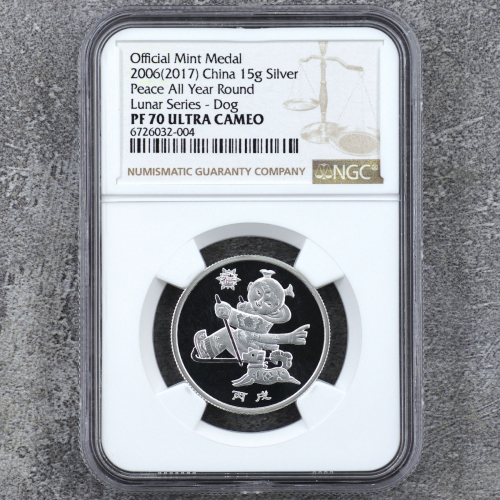 Official Mint Medal
2006(2017) China 15g Silver
Peace All Year Round
Lunar Series - Dog
PF 70 ULTRA CAMEO
6726032-004
NUMISMATIC GUARANTY COMPANY
NGC
丙戌